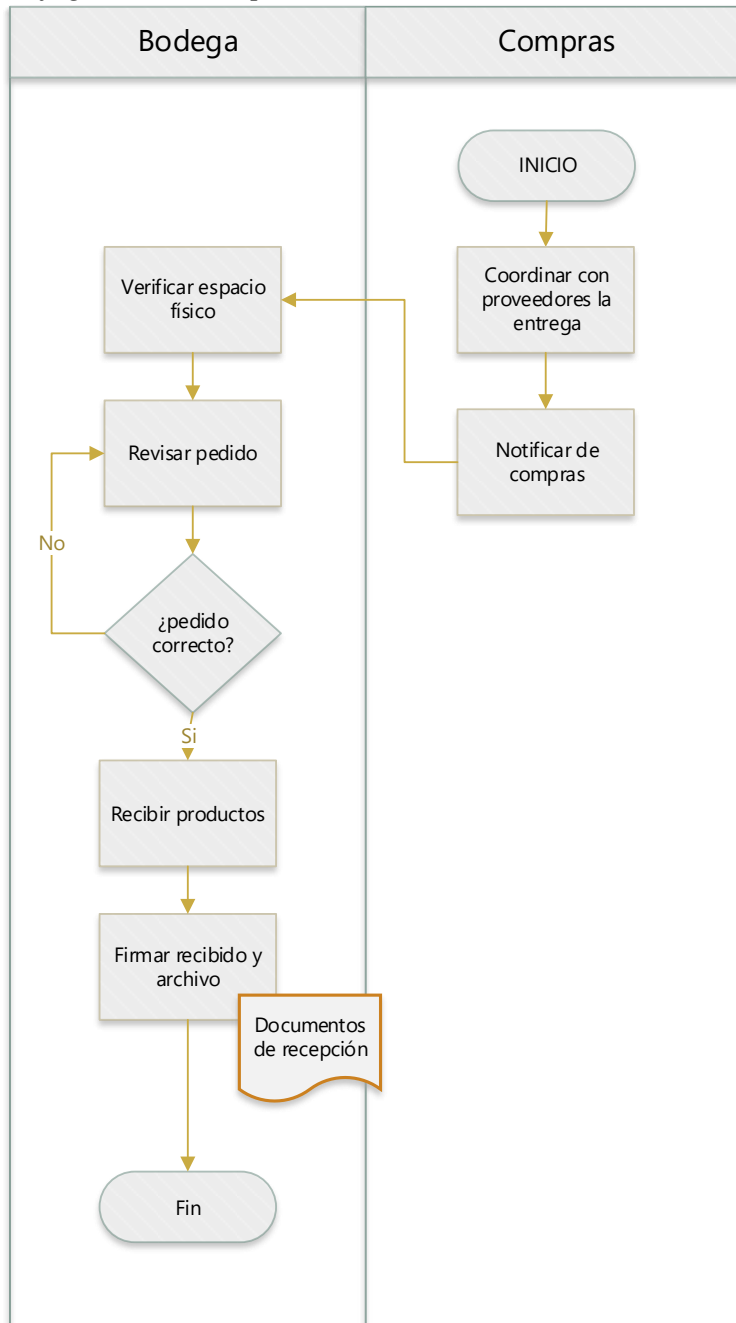 Bodega
Compras
INICIO
Coordinar con
proveedores la
entrega
Notificar de
compras
Verificar espacio
físico
Revisar pedido
No
¿pedido
correcto?
Si
Recibir productos
Firmar recibido y
archivo
Documentos
de recepción
Fin